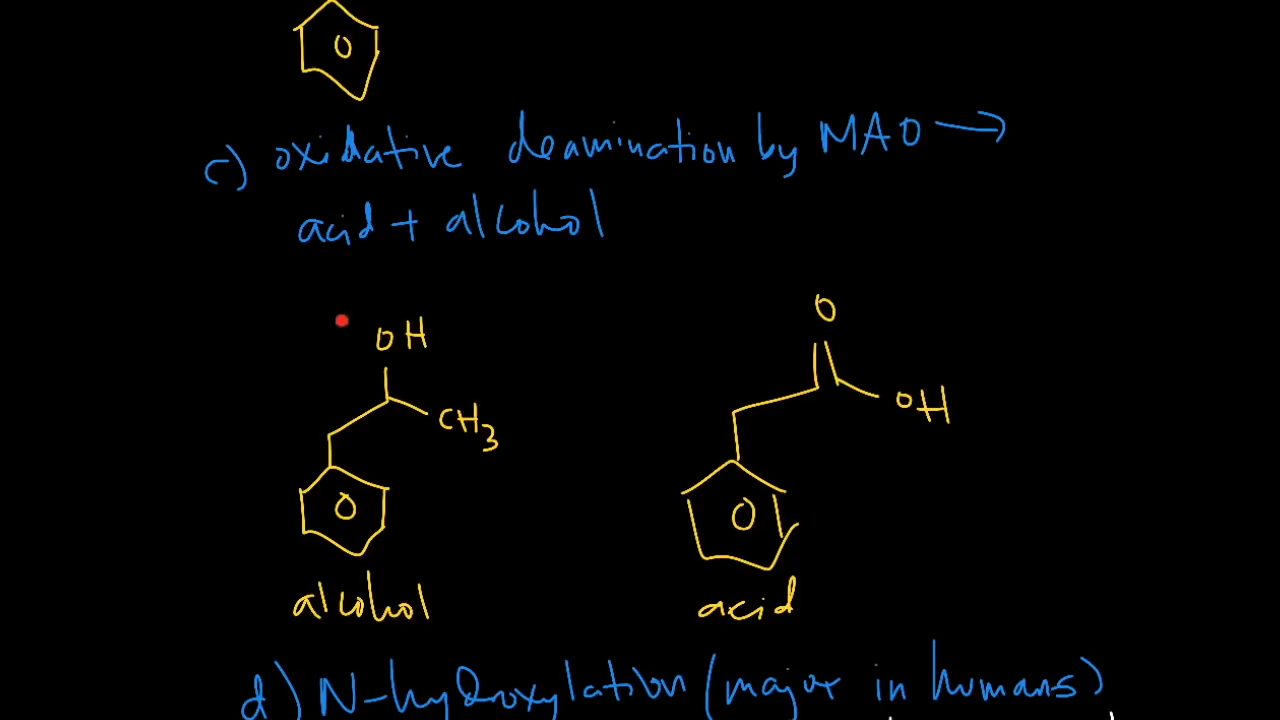 c) oxidative deamination by MAO →
acid + alcohol
OH
CH3
alcohol
O
OH
acid
d) N-hydroxylation (major in humans)